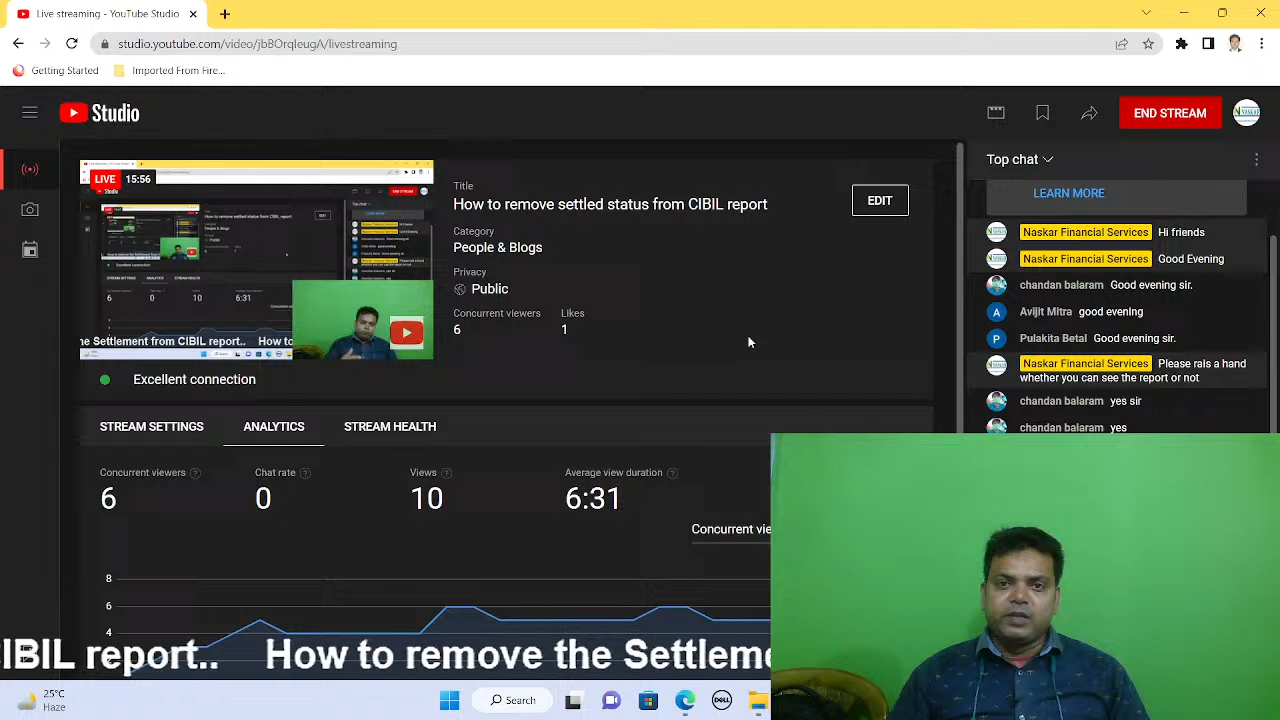 Live streaming - YouTube Studio
studio.youtube.com/video/jbBOrqIeugA/livestreaming
Getting Started
Imported From Fire...
Studio
END STREAM
NASKAR
LIVE
15:56
Title
How to remove settled status from CIBIL report
EDIT
Category
People & Blogs
Privacy
Public
Concurrent viewers
Likes
6
1
Excellent connection
STREAM SETTINGS
ANALYTICS
STREAM HEALTH
Concurrent viewers
Chat rate
Views
Average view duration
6
0
10
6:31
Concurrent vie
8
6
4
Top chat
LEARN MORE
Naskar Financial Services Hi friends
Naskar Financial Services Good Evening
chandan balaram Good evening sir.
A Avijit Mitra good evening
P Pulakita Betal Good evening sir.
Naskar Financial Services Please rals a hand
whether you can see the report or not
chandan balaram yes sir
chandan balaram yes
CIBIL report.. How to remove the Settleme
25°C
Haze
Search
DELL